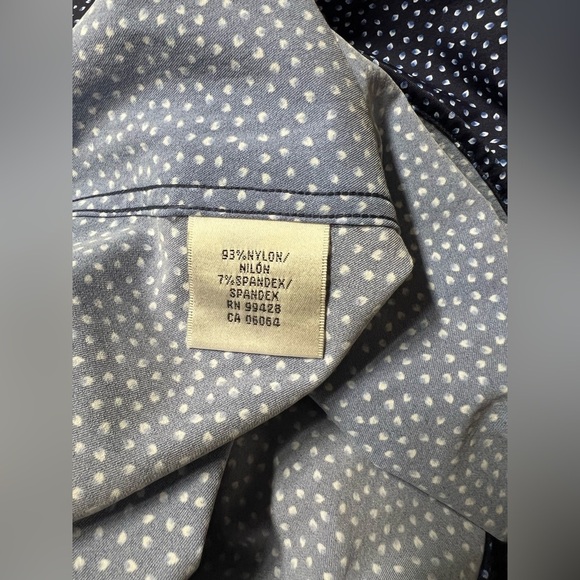 93%NYLON/
NILÓN
7%SPANDEX/
SPANDEX
RN 99428
CA 06064